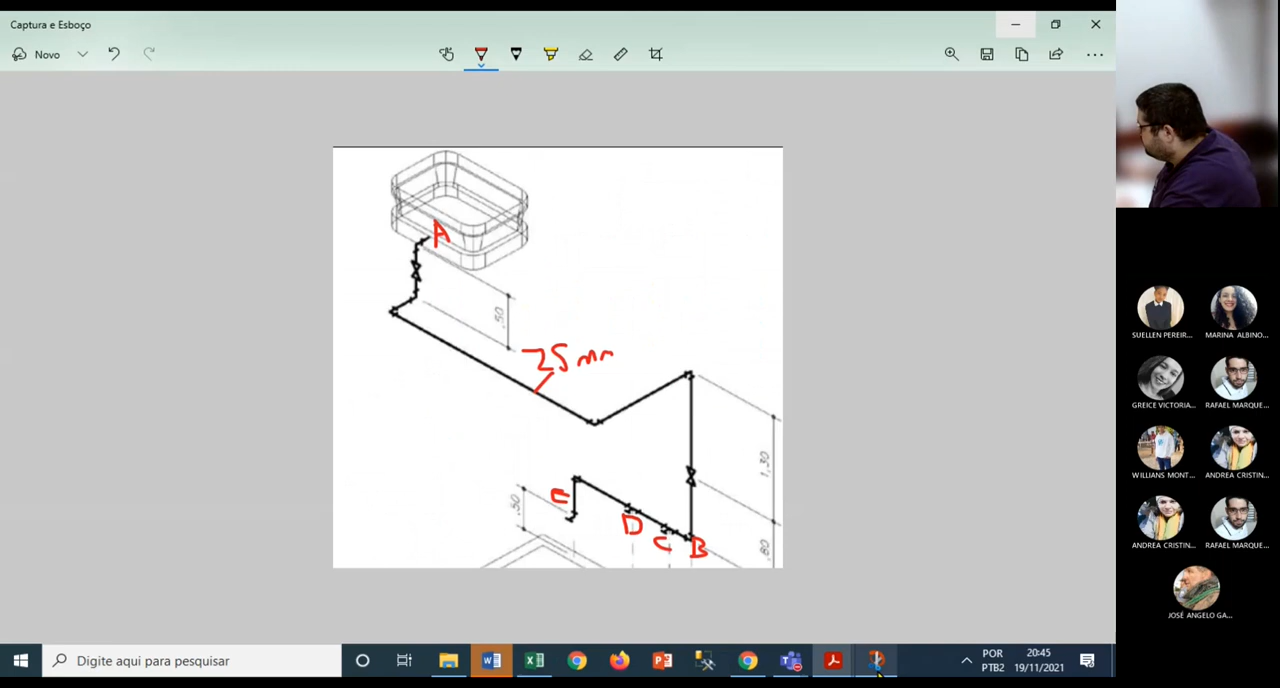 Captura e Esboço
Novo
A
,50
25 mm
1,30
E
,50
D
C
B
,80
SUELLEN PEREIR...
MARINA ALBINO...
GREICE VICTORIA...
RAFAEL MARQUE...
WILLIANS MONT...
ANDREA CRISTIN...
ANDREA CRISTIN...
RAFAEL MARQUE...
JOSÉ ANGELO GA...
Digite aqui para pesquisar
POR
PTB2
20:45
19/11/2021